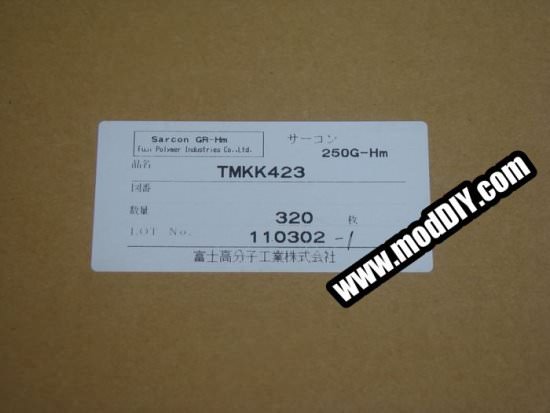 Sarcon GR-Hm
Fuji Polymer Industries Co.,Ltd.
サーコン
250G-Hm
品名 TMKK423
図番
数量 320 枚
LOT No. 110302 -1
富士高分子工業株式会社
www.modDIY.com